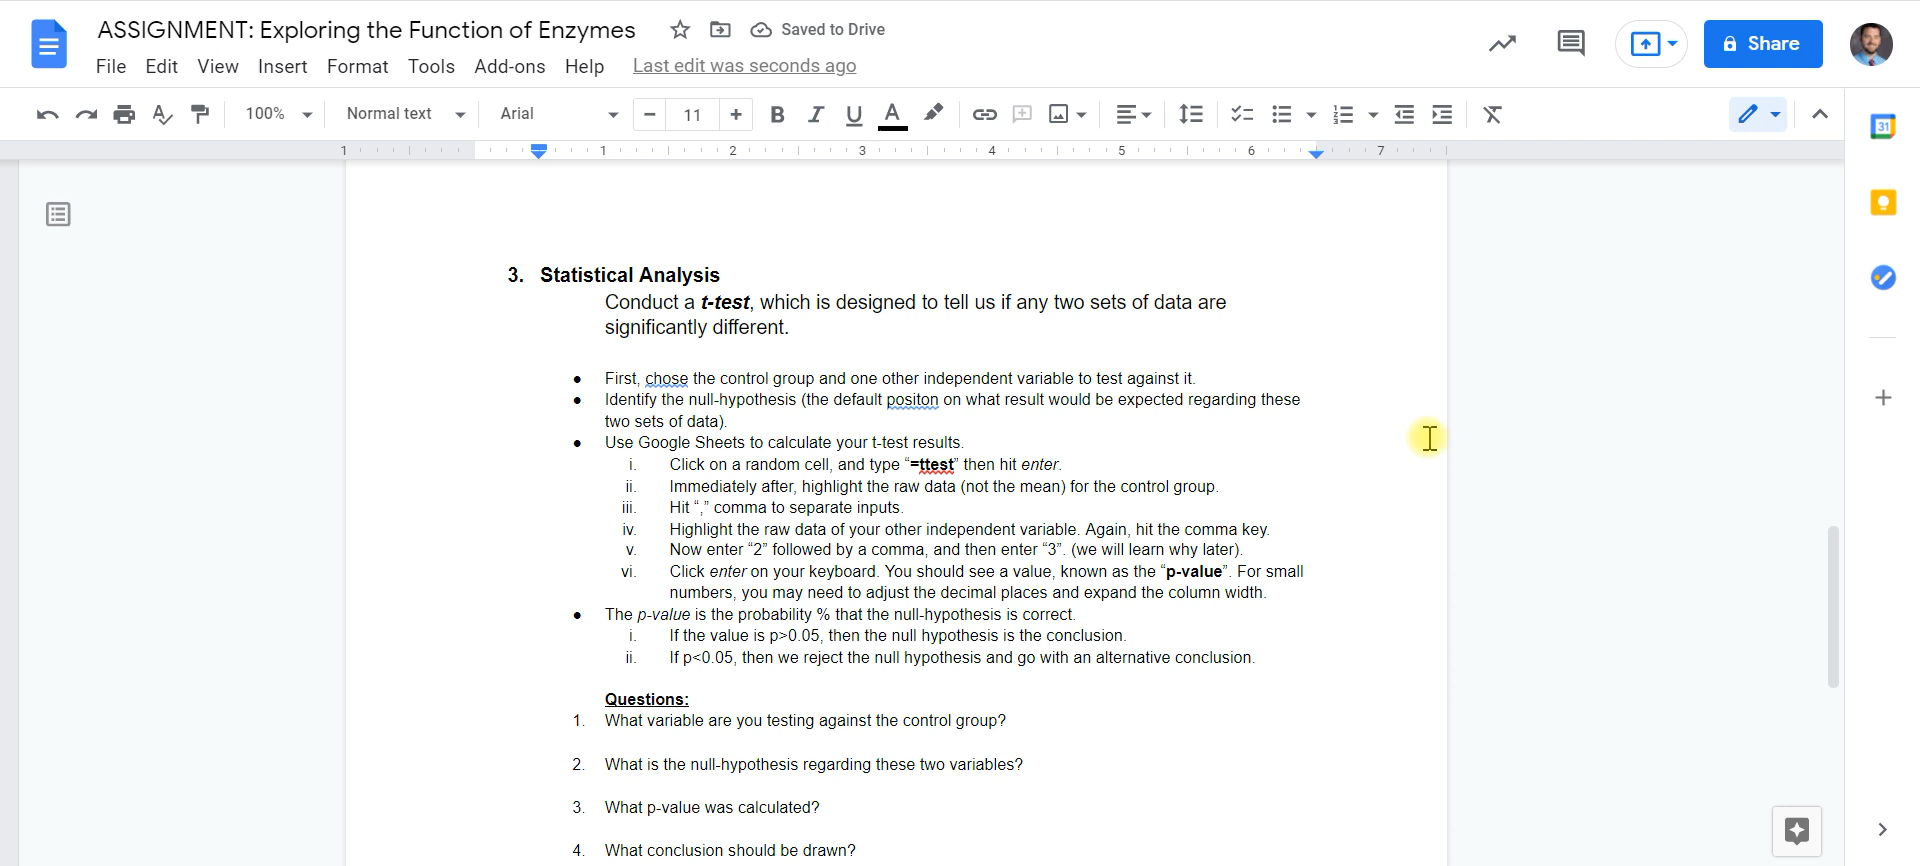 ASSIGNMENT: Exploring the Function of Enzymes
Saved to Drive
Share
File Edit View Insert Format Tools Add-ons Help Last edit was seconds ago
100% Normal text Arial − 11 + B I U A
31
1 1 2 3 4 5 6 7
3. Statistical Analysis
Conduct a t-test, which is designed to tell us if any two sets of data are
significantly different.
● First, chose the control group and one other independent variable to test against it.
● Identify the null-hypothesis (the default positon on what result would be expected regarding these
two sets of data).
● Use Google Sheets to calculate your t-test results.
i. Click on a random cell, and type “=ttest” then hit enter.
ii. Immediately after, highlight the raw data (not the mean) for the control group.
iii. Hit “,” comma to separate inputs.
iv. Highlight the raw data of your other independent variable. Again, hit the comma key.
v. Now enter “2” followed by a comma, and then enter “3”. (we will learn why later).
vi. Click enter on your keyboard. You should see a value, known as the “p-value”. For small
numbers, you may need to adjust the decimal places and expand the column width.
● The p-value is the probability % that the null-hypothesis is correct.
i. If the value is p>0.05, then the null hypothesis is the conclusion.
ii. If p<0.05, then we reject the null hypothesis and go with an alternative conclusion.
Questions:
1. What variable are you testing against the control group?
2. What is the null-hypothesis regarding these two variables?
3. What p-value was calculated?
4. What conclusion should be drawn?